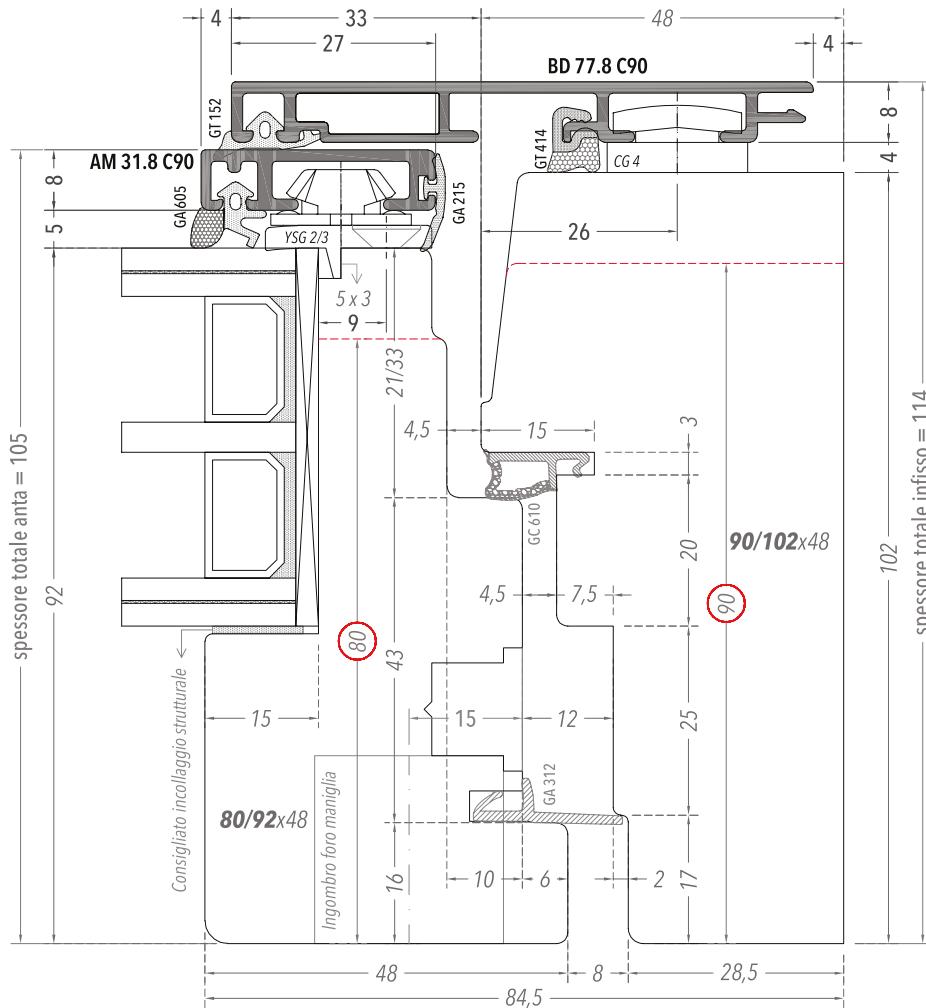 4
33
48
27
4
BD 77.8 C90
GT 152
8
GT 414
CG 4
4
AM 31.8 C90
8
GA 605
GA 215
5
YSG 2/3
26
5 x 3
9
21/33
4,5
15
3
GC 610
90/102x48
20
spessore totale anta = 105
92
spessore totale infisso = 114
102
4,5
7,5
80
90
43
Consigliato incollaggio strutturale
15
15
12
25
GA 312
80/92x48
Ingombro foro maniglia
16
10
6
2
17
48
8
28,5
84,5